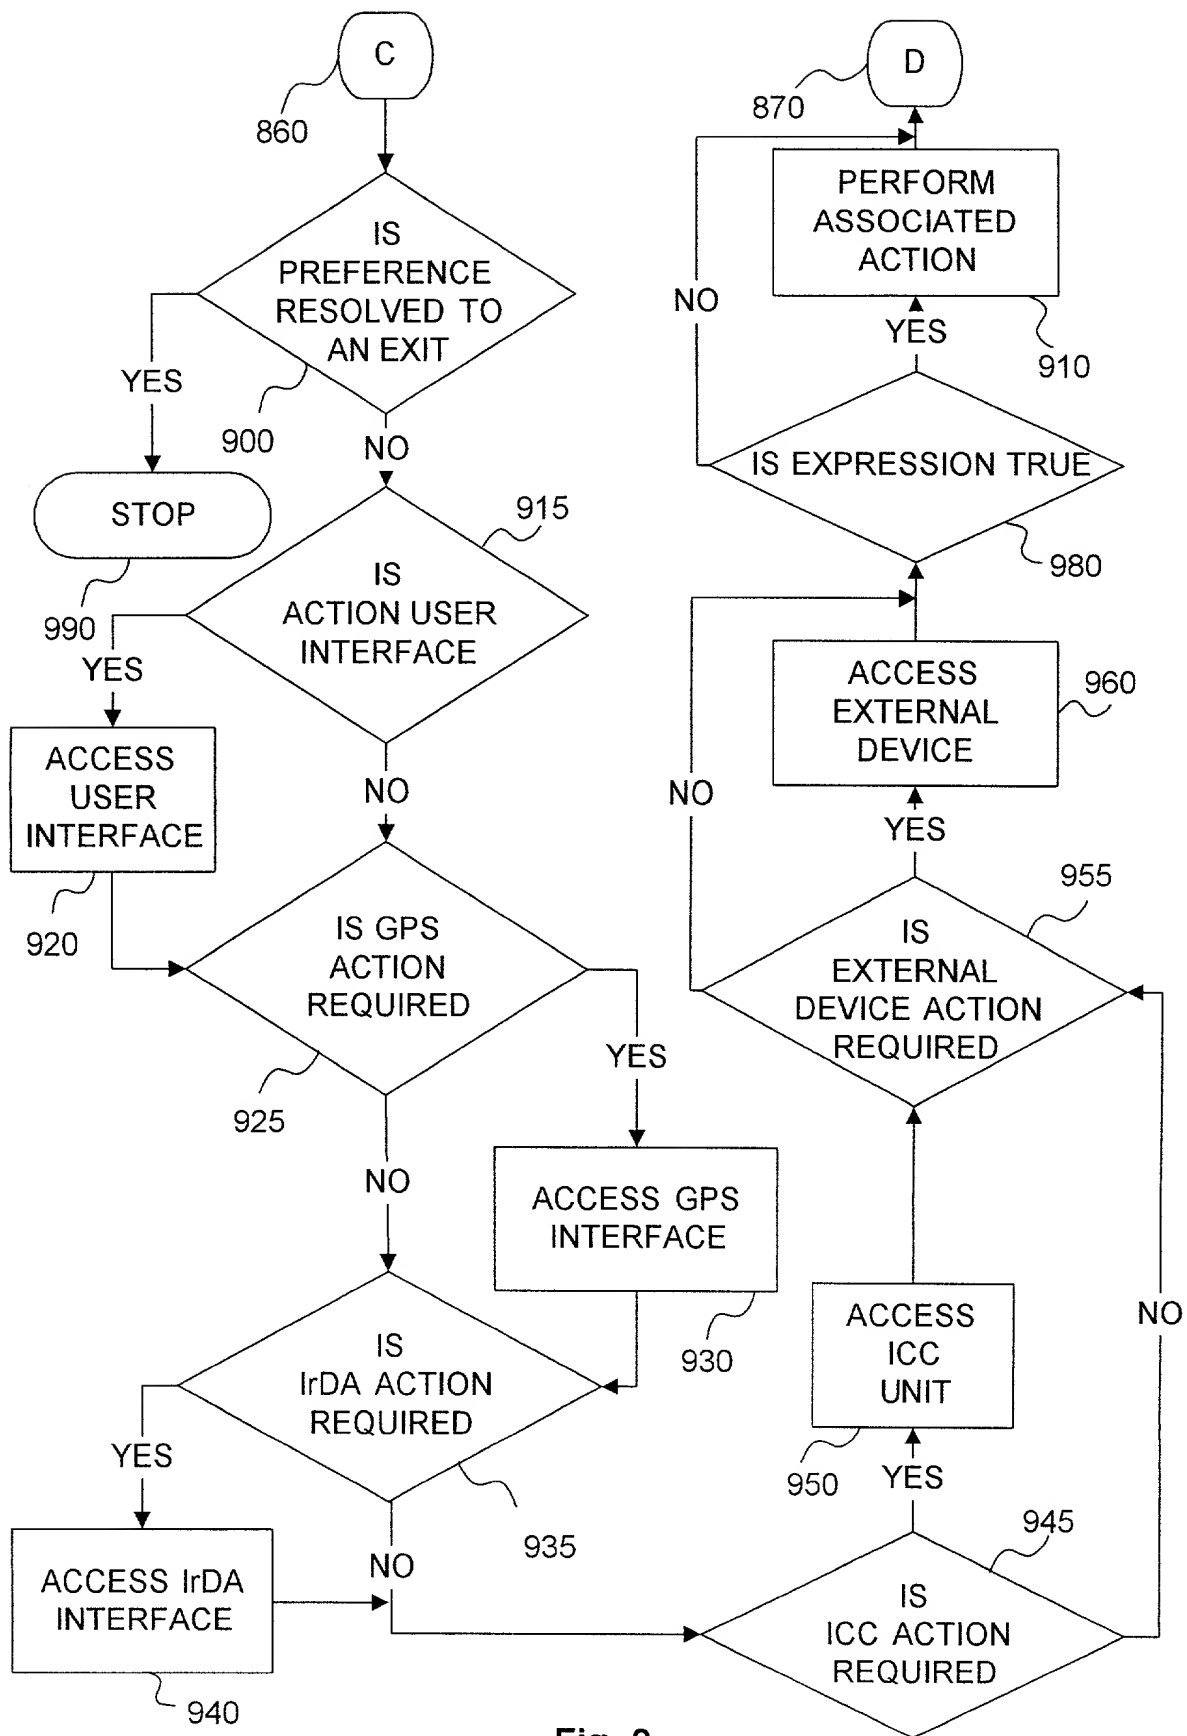 C
860
IS
PREFERENCE
RESOLVED TO
AN EXIT
YES
900
NO
STOP
990
915
IS
ACTION USER
INTERFACE
YES
ACCESS
USER
INTERFACE
920
NO
IS GPS
ACTION
REQUIRED
925
YES
NO
ACCESS GPS
INTERFACE
930
IS
IrDA ACTION
REQUIRED
935
YES
NO
ACCESS IrDA
INTERFACE
940
D
870
PERFORM
ASSOCIATED
ACTION
910
NO
YES
IS EXPRESSION TRUE
980
ACCESS
EXTERNAL
DEVICE
960
NO
YES
955
IS
EXTERNAL
DEVICE ACTION
REQUIRED
NO
ACCESS
ICC
UNIT
950
YES
945
IS
ICC ACTION
REQUIRED